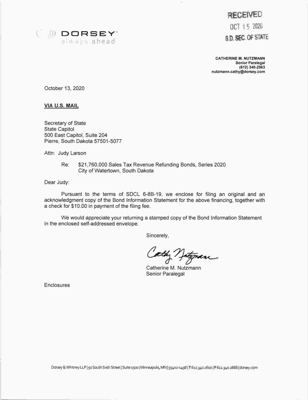 RECEIVED
OCT 15 2020
S.D. SEC. OF STATE
DORSEY
always ahead
CATHERINE M. NUTZMANN
Senior Paralegal
(612) 340-2863
nutzmann.cathy@dorsey.com
October 13, 2020
VIA U.S. MAIL
Secretary of State
State Capitol
500 East Capitol, Suite 204
Pierre, South Dakota 57501-5077
Attn: Judy Larson
Re: $21,760,000 Sales Tax Revenue Refunding Bonds, Series 2020
City of Watertown, South Dakota
Dear Judy:
Pursuant to the terms of SDCL 6-8B-19, we enclose for filing an original and an
acknowledgment copy of the Bond Information Statement for the above financing, together with
a check for $10.00 in payment of the filing fee.
We would appreciate your returning a stamped copy of the Bond Information Statement
in the enclosed self-addressed envelope.
Sincerely,
Cathy Nutzmann
Catherine M. Nutzmann
Senior Paralegal
Enclosures
Dorsey & Whitney LLP | 50 South Sixth Street | Suite 1500 | Minneapolis, MN | 55402-1498 | T 612.340.2600 | F 612.340.2868 | dorsey.com